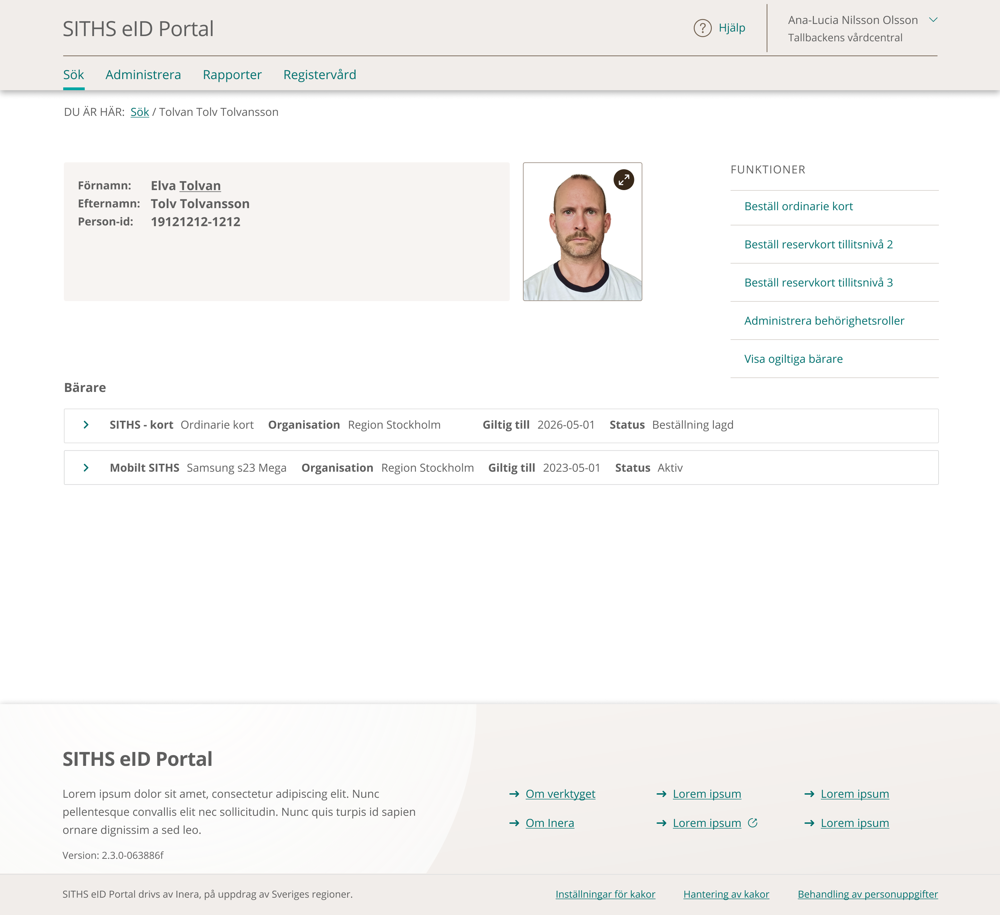 SITHS eID Portal
Hjälp
Ana-Lucia Nilsson Olsson
Tallbackens vårdcentral
Sök Administrera Rapporter Registervård
DU ÄR HÄR: Sök / Tolvan Tolv Tolvansson
Förnamn: Elva Tolvan
Efternamn: Tolv Tolvansson
Person-id: 19121212-1212
FUNKTIONER
Beställ ordinarie kort
Beställ reservkort tillitsnivå 2
Beställ reservkort tillitsnivå 3
Administrera behörighetsroller
Visa ogiltiga bärare
Bärare
SITHS - kort Ordinarie kort Organisation Region Stockholm Giltig till 2026-05-01 Status Beställning lagd
Mobilt SITHS Samsung s23 Mega Organisation Region Stockholm Giltig till 2023-05-01 Status Aktiv
SITHS eID Portal
Lorem ipsum dolor sit amet, consectetur adipiscing elit. Nunc
pellentesque convallis elit nec sollicitudin. Nunc quis turpis id sapien
ornare dignissim a sed leo.
Version: 2.3.0-063886f
→ Om verktyget → Lorem ipsum → Lorem ipsum
→ Om Inera → Lorem ipsum → Lorem ipsum
SITHS eID Portal drivs av Inera, på uppdrag av Sveriges regioner.
Inställningar för kakor Hantering av kakor Behandling av personuppgifter